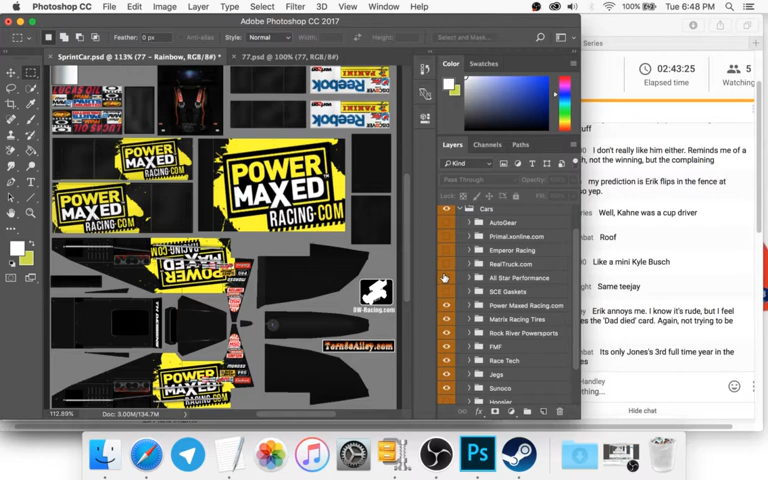 Photoshop File Edit Image Layer Type Select Filter 3D View Window Help
100% Tue 6:48 PM
Adobe Photoshop CC 2017
Feather: 0 px Anti-alias Style: Normal Width: Height: Select and Mask...
SprintCar.psd @ 113% (77 - Rainbow, RGB/8#) *
77.psd @ 100% (77, RGB/8#)
LUCAS OIL
Reebok
PANINI
DISCOVER
POWER
MAXED
RACING.COM
POWER
MAXED
RACING.COM
POWER
MAXED
RACING.COM
POWER
MAXED
RACING.COM
POWER
MAXED
RACING.COM
DW-Racing.com
TornesAlley.com
Color Swatches
Layers Channels Paths
Kind
Pass Through Opacity:
Lock: Fill:
Cars
AutoGear
Primal.xonline.com
Emperor Racing
RealTruck.com
All Star Performance
SCE Gaskets
Power Maxed Racing.com
Matrix Racing Tires
Rock River Powersports
FMF
Race Tech
Jegs
Sunoco
Hoosier
112.89% Doc: 3.00M/134.7M
Series
02:43:25
Elapsed time
5
Watching
I don't really like him either. Reminds me of a
not the winning, but the complaining
my prediction is Erik flips in the fence at
Well, Kahne was a cup driver
Roof
Like a mini Kyle Busch
Same teejay
Erik annoys me. I know it's rude, but I feel
the 'Dad died' card. Again, not trying to be
Its only Jones's 3rd full time year in the
Handley
Hide chat
Ps